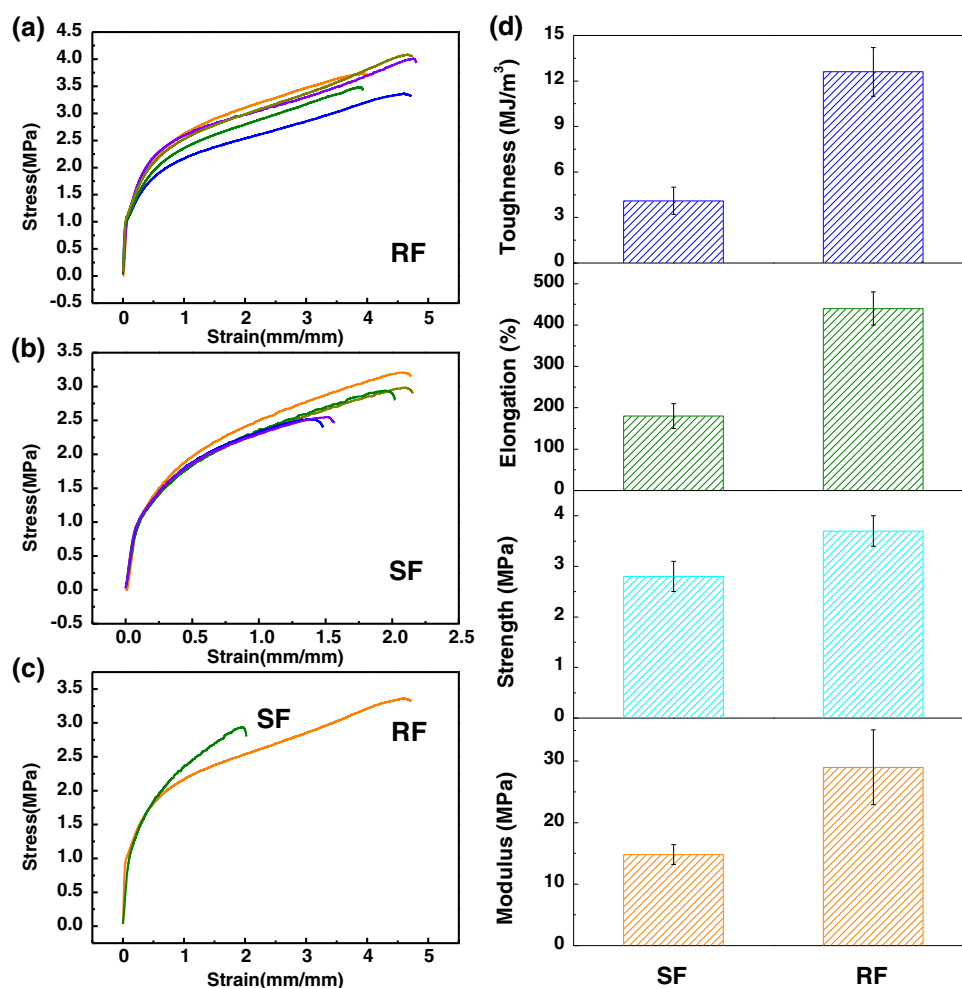 (a)
4.5
4.0
3.5
3.0
2.5
2.0
1.5
1.0
0.5
0.0
-0.5
Stress(MPa)
RF
0 1 2 3 4 5
Strain(mm/mm)
(b)
3.5
3.0
2.5
2.0
1.5
1.0
0.5
0.0
-0.5
Stress(MPa)
SF
0.0 0.5 1.0 1.5 2.0 2.5
Strain(mm/mm)
(c)
3.5
3.0
2.5
2.0
1.5
1.0
0.5
0.0
Stress(MPa)
SF
RF
0 1 2 3 4 5
Strain(mm/mm)
(d)
15
12
9
6
3
0
Toughness (MJ/m³)
500
400
300
200
100
0
Elongation (%)
4
3
2
1
0
Strength (MPa)
30
20
10
0
Modulus (MPa)
SF RF